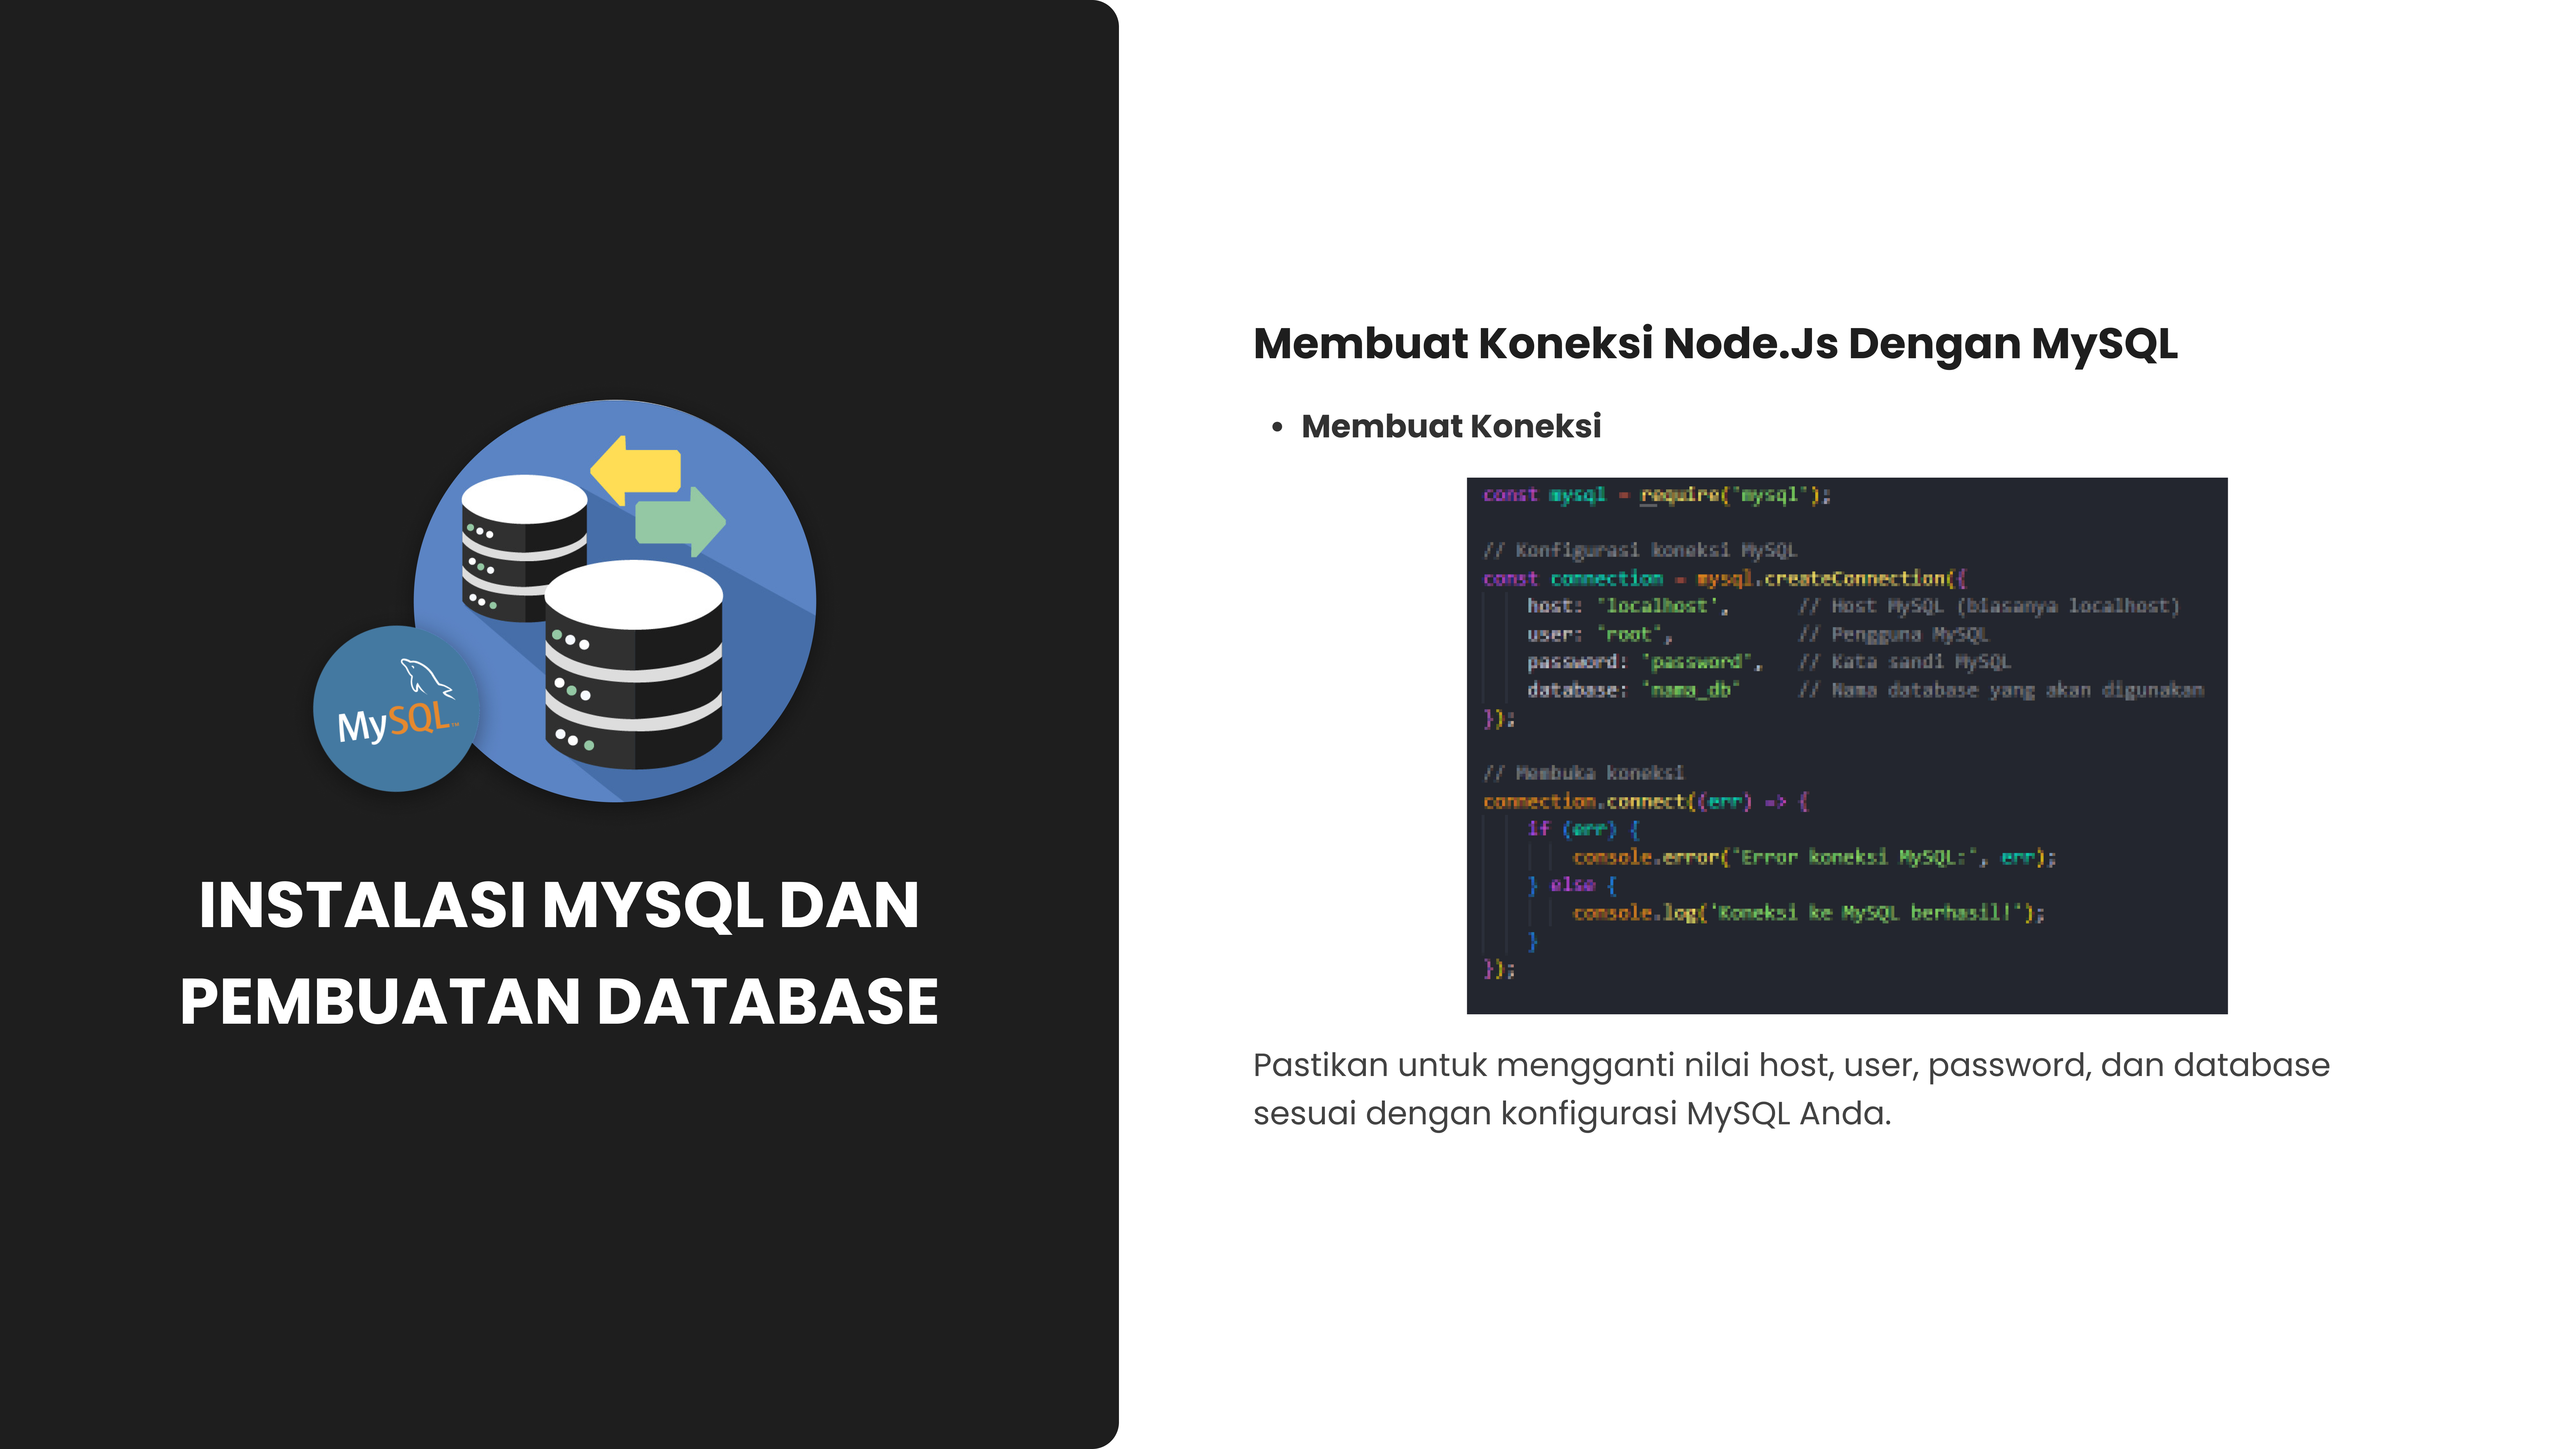 MySQL™
INSTALASI MYSQL DAN
PEMBUATAN DATABASE
Membuat Koneksi Node.Js Dengan MySQL
• Membuat Koneksi
const mysql = require('mysql');
// Konfigurasi koneksi MySQL
const connection = mysql.createConnection({
host: 'localhost', // Host MySQL (biasanya localhost)
user: 'root', // Pengguna MySQL
password: 'password', // Kata sandi MySQL
database: 'nama_db' // Nama database yang akan digunakan
});
// Membuka koneksi
connection.connect((err) => {
if (err) {
console.error('Error koneksi MySQL:', err);
} else {
console.log('Koneksi ke MySQL berhasil!');
}
});
Pastikan untuk mengganti nilai host, user, password, dan database
sesuai dengan konfigurasi MySQL Anda.